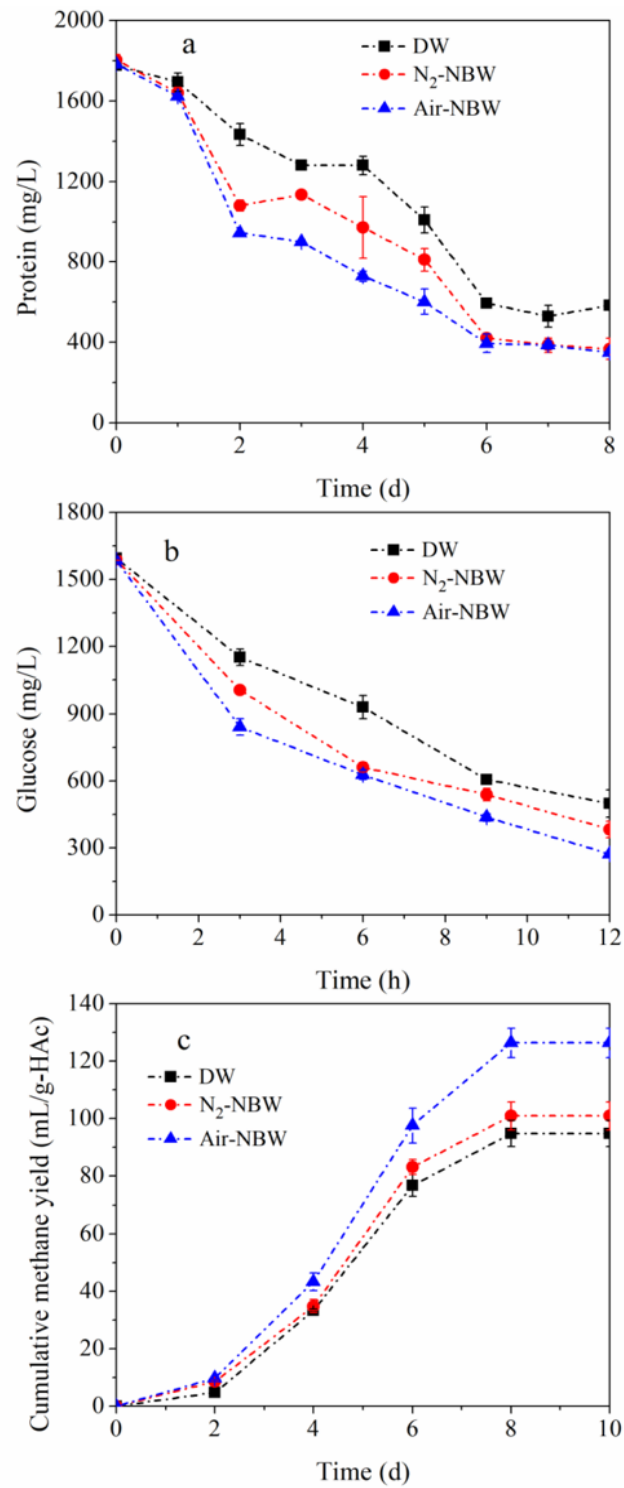 a
DW
N₂-NBW
Air-NBW
Protein (mg/L)
2000
1600
1200
800
400
0
0 2 4 6 8
Time (d)
b
DW
N₂-NBW
Air-NBW
Glucose (mg/L)
1800
1500
1200
900
600
300
0
0 2 4 6 8 10 12
Time (h)
c
DW
N₂-NBW
Air-NBW
Cumulative methane yield (mL/g-HAc)
140
120
100
80
60
40
20
0
0 2 4 6 8 10
Time (d)